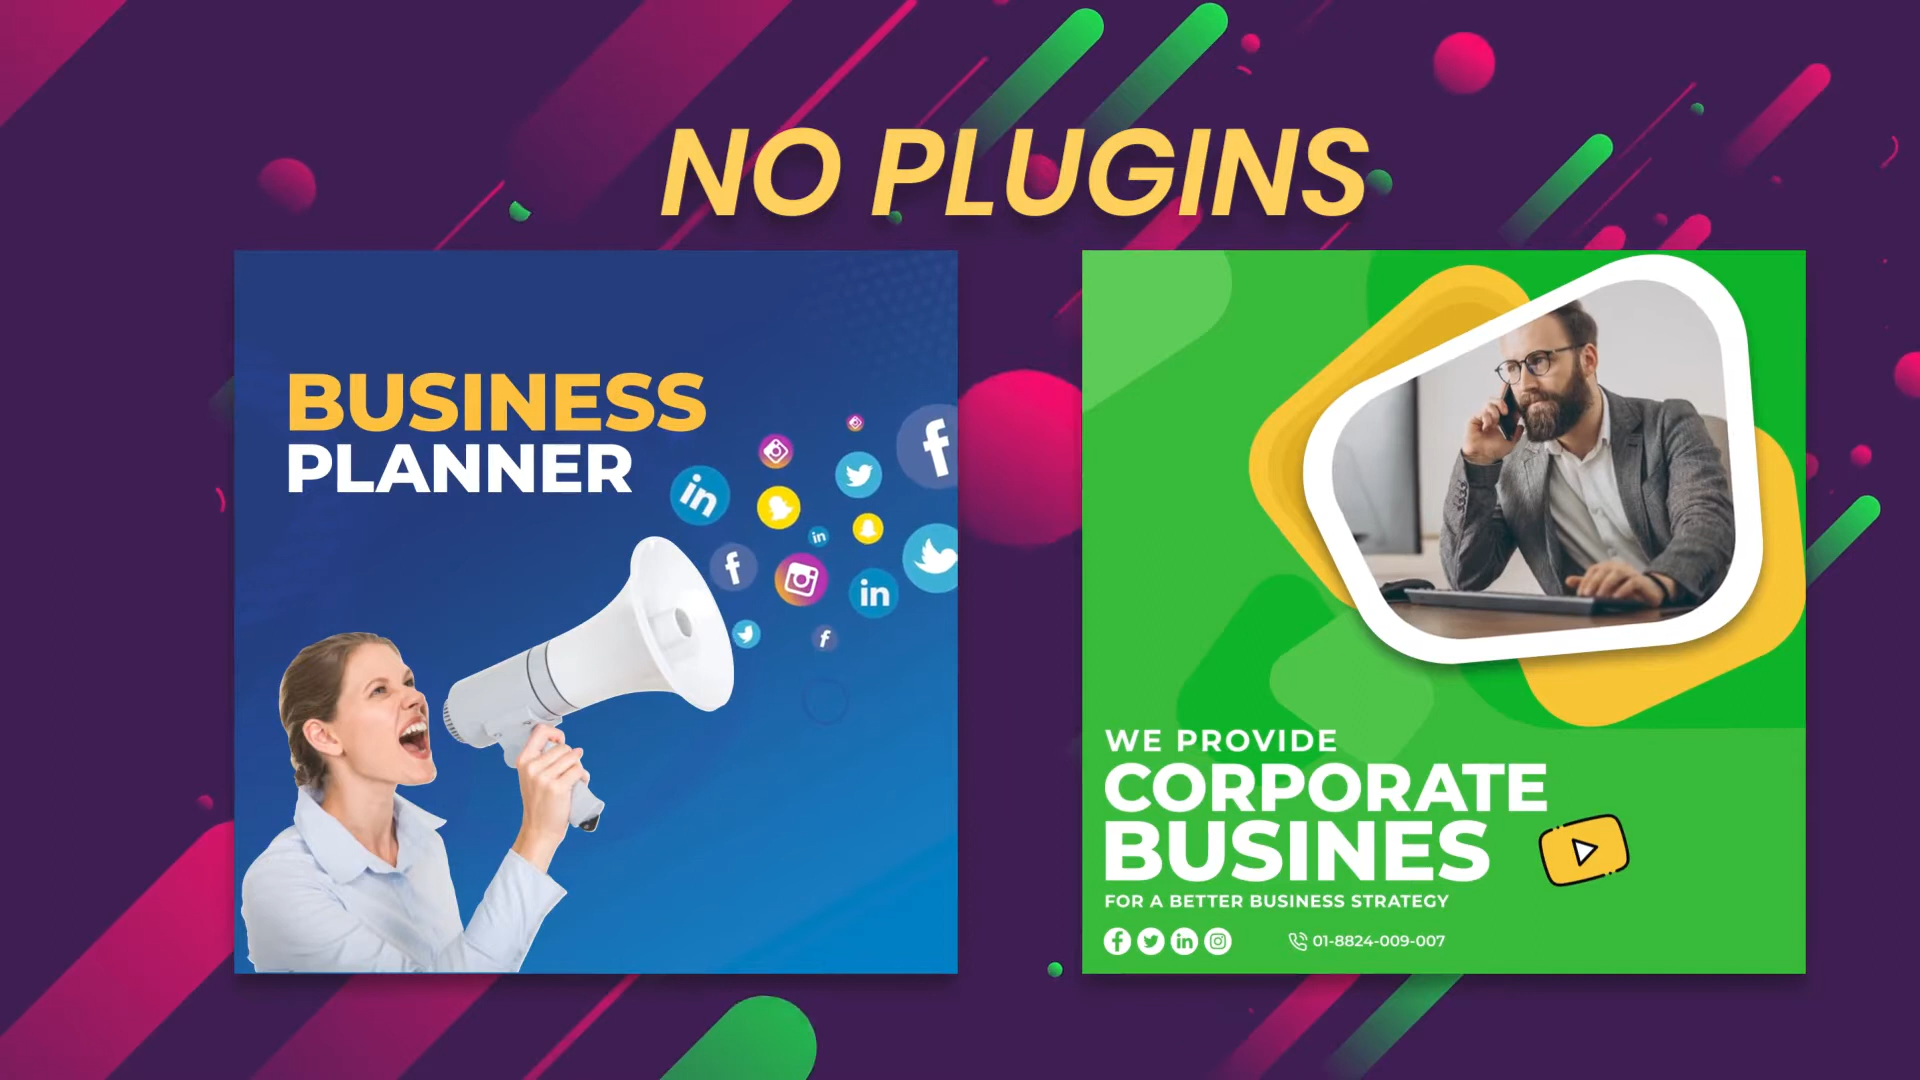 NO PLUGINS
BUSINESS
PLANNER
WE PROVIDE
CORPORATE
BUSINES
FOR A BETTER BUSINESS STRATEGY
01-8824-009-007